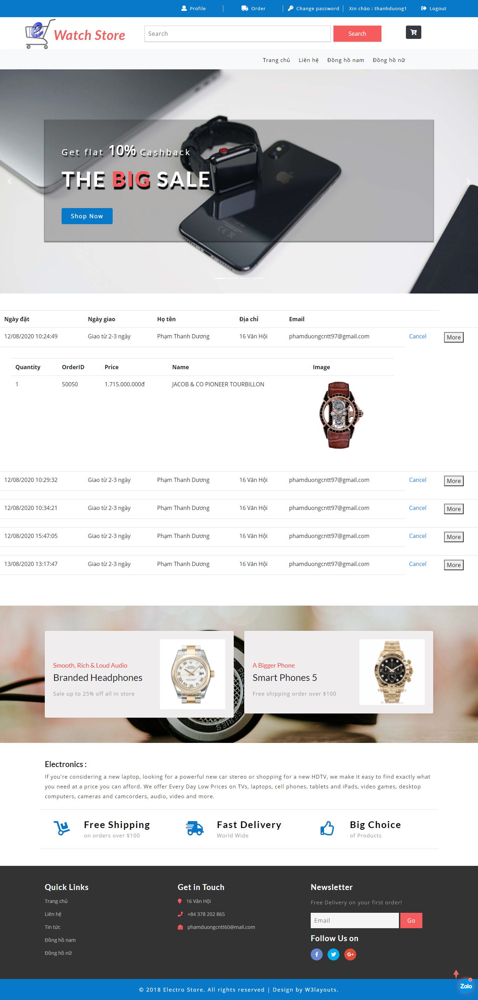 Profile Order Change password Xin chào : thanhduong1 Logout
Watch Store
Search Search
Trang chủ Liên hệ Đồng hồ nam Đồng hồ nữ
Get flat 10% Cashback
THE BIG SALE
Shop Now
iPhone
Ngày đặt Ngày giao Họ tên Địa chỉ Email
12/08/2020 10:24:49 Giao từ 2-3 ngày Phạm Thanh Dương 16 Văn Hội phamduongcntt97@gmail.com Cancel More
Quantity OrderID Price Name Image
1 50050 1.715.000.000đ JACOB & CO PIONEER TOURBILLON
12/08/2020 10:29:32 Giao từ 2-3 ngày Phạm Thanh Dương 16 Văn Hội phamduongcntt97@gmail.com Cancel More
12/08/2020 10:34:21 Giao từ 2-3 ngày Phạm Thanh Dương 16 Văn Hội phamduongcntt97@gmail.com Cancel More
12/08/2020 15:47:05 Giao từ 2-3 ngày Phạm Thanh Dương 16 Văn Hội phamduongcntt97@gmail.com Cancel More
13/08/2020 13:17:47 Giao từ 2-3 ngày Phạm Thanh Dương 16 Văn Hội phamduongcntt97@gmail.com Cancel More
Smooth, Rich & Loud Audio
Branded Headphones
Sale up to 25% off all in store
A Bigger Phone
Smart Phones 5
Free shipping order over $100
BEVERLY HILLS WATCH
SERIES
Electronics :
If you're considering a new laptop, looking for a powerful new car stereo or shopping for a new HDTV, we make it easy to find exactly what
you need at a price you can afford. We offer Every Day Low Prices on TVs, laptops, cell phones, tablets and iPads, video games, desktop
computers, cameras and camcorders, audio, video and more.
Free Shipping
on orders over $100
Fast Delivery
World Wide
Big Choice
of Products
Quick Links
Trang chủ
Liên hệ
Tin tức
Đồng hồ nam
Đồng hồ nữ
Get in Touch
16 Văn Hội
+84 378 202 865
phamduongcntt60@mail.com
Newsletter
Free Delivery on your first order!
Email Go
Follow Us on
Zalo
© 2018 Electro Store. All rights reserved | Design by W3layouts.